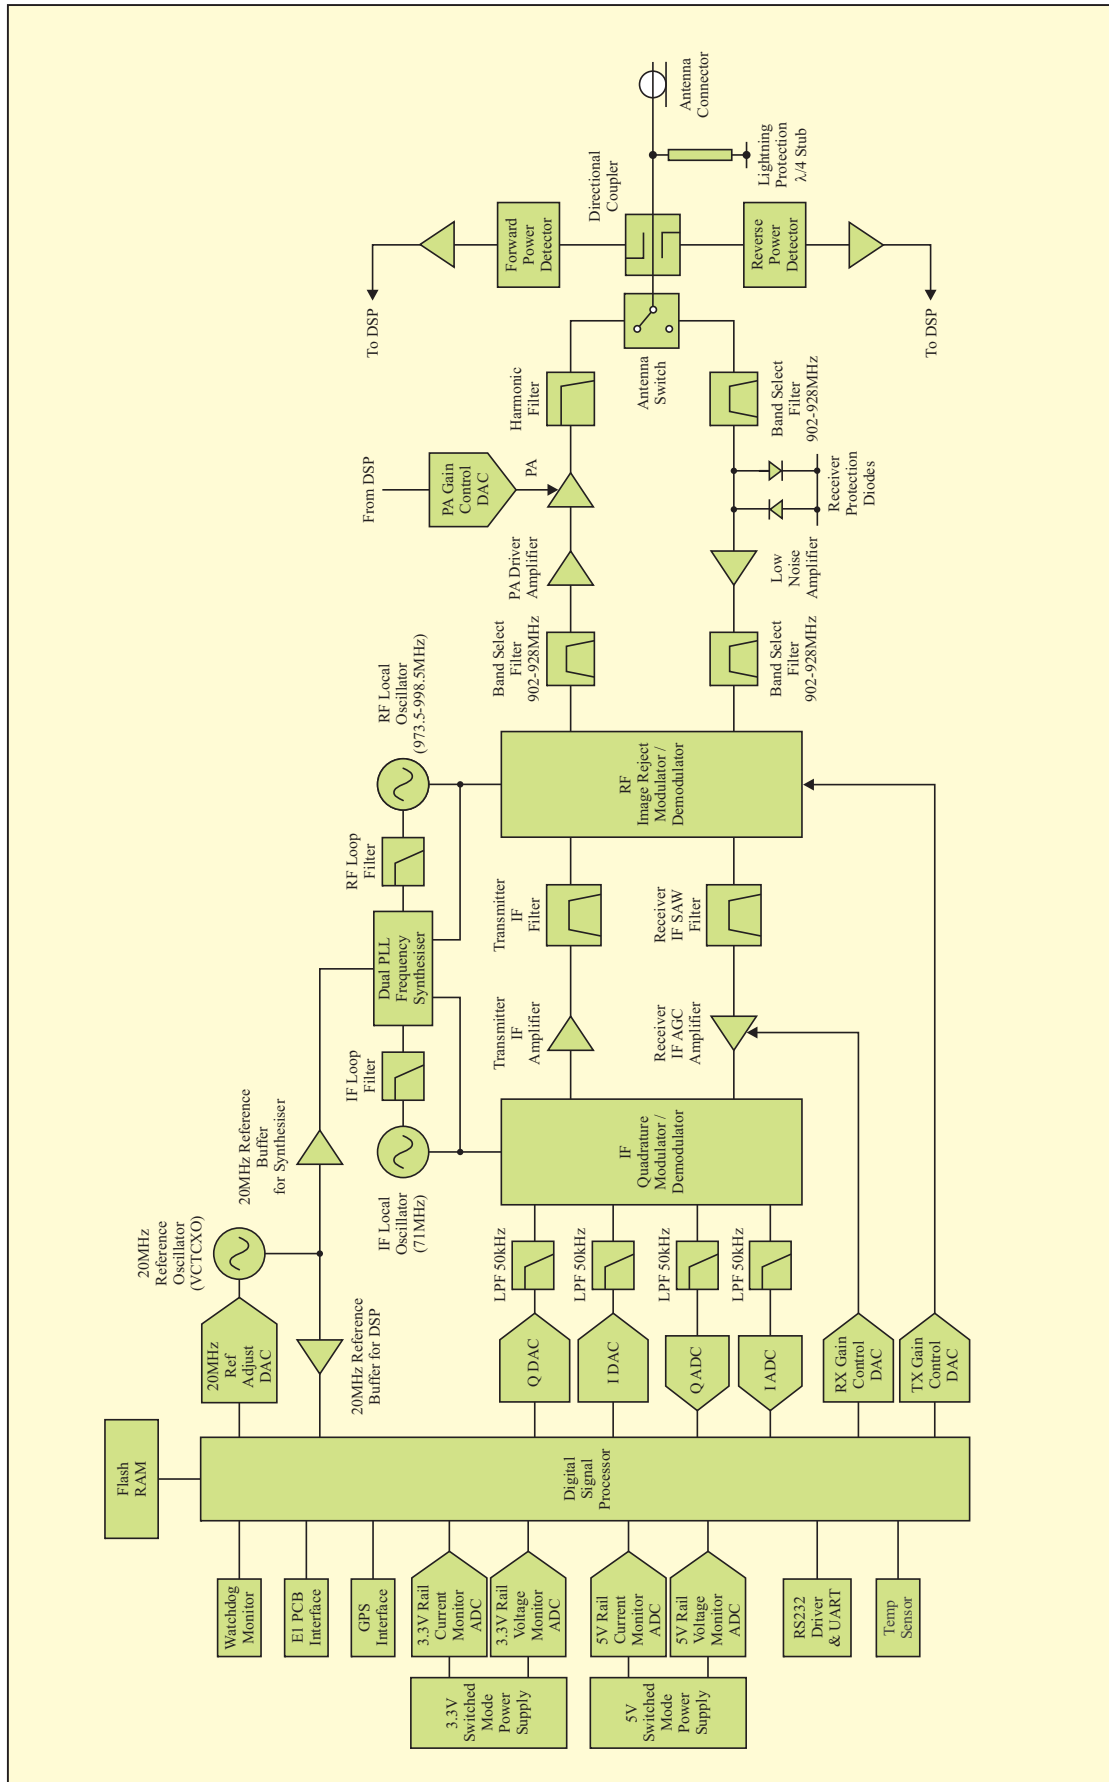 Flash
RAM
Watchdog
Monitor
E1 PCB
Interface
GPS
Interface
3.3V Rail
Current
Monitor
ADC
3.3V Rail
Voltage
Monitor
ADC
5V Rail
Current
Monitor
ADC
5V Rail
Voltage
Monitor
ADC
RS232
Driver
& UART
Temp
Sensor
3.3V
Switched
Mode
Power
Supply
5V
Switched
Mode
Power
Supply
Digital
Signal
Processor
20MHz
Ref
Adjust
DAC
20MHz
Reference
Oscillator
(VCTCXO)
20MHz Reference
Buffer for DSP
20MHz Reference
Buffer
for Synthesiser
Q DAC
I DAC
Q ADC
I ADC
RX Gain
Control
DAC
TX Gain
Control
DAC
LPF 50kHz
LPF 50kHz
LPF 50kHz
LPF 50kHz
IF Local
Oscillator
(71MHz)
IF Loop
Filter
Dual PLL
Frequency
Synthesiser
RF Loop
Filter
RF Local
Oscillator
(973.5-998.5MHz)
IF
Quadrature
Modulator /
Demodulator
Transmitter
IF
Amplifier
Receiver
IF AGC
Amplifier
Transmitter
IF
Filter
Receiver
IF SAW
Filter
RF
Image Reject
Modulator /
Demodulator
Band Select
Filter
902-928MHz
PA Driver
Amplifier
From DSP
PA Gain
Control
DAC
PA
Harmonic
Filter
Band Select
Filter
902-928MHz
Low
Noise
Amplifier
Receiver
Protection
Diodes
Band Select
Filter
902-928MHz
Antenna
Switch
To DSP
Forward
Power
Detector
Directional
Coupler
Reverse
Power
Detector
To DSP
Lightning
Protection
λ/4 Stub
Antenna
Connector